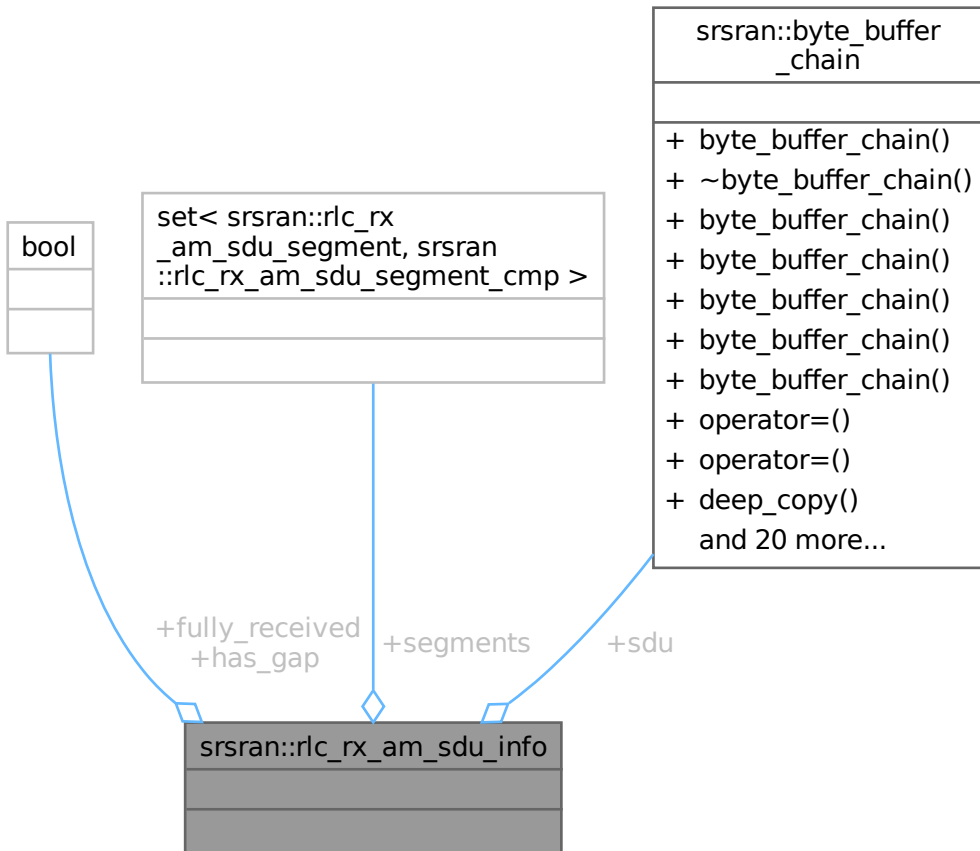 srsran::byte_buffer
_chain
+ byte_buffer_chain()
+ ~byte_buffer_chain()
+ byte_buffer_chain()
+ byte_buffer_chain()
+ byte_buffer_chain()
+ byte_buffer_chain()
+ byte_buffer_chain()
+ operator=()
+ operator=()
+ deep_copy()
and 20 more...
set< srsran::rlc_rx
_am_sdu_segment, srsran
::rlc_rx_am_sdu_segment_cmp >
bool
+fully_received
+has_gap
+segments
+sdu
srsran::rlc_rx_am_sdu_info